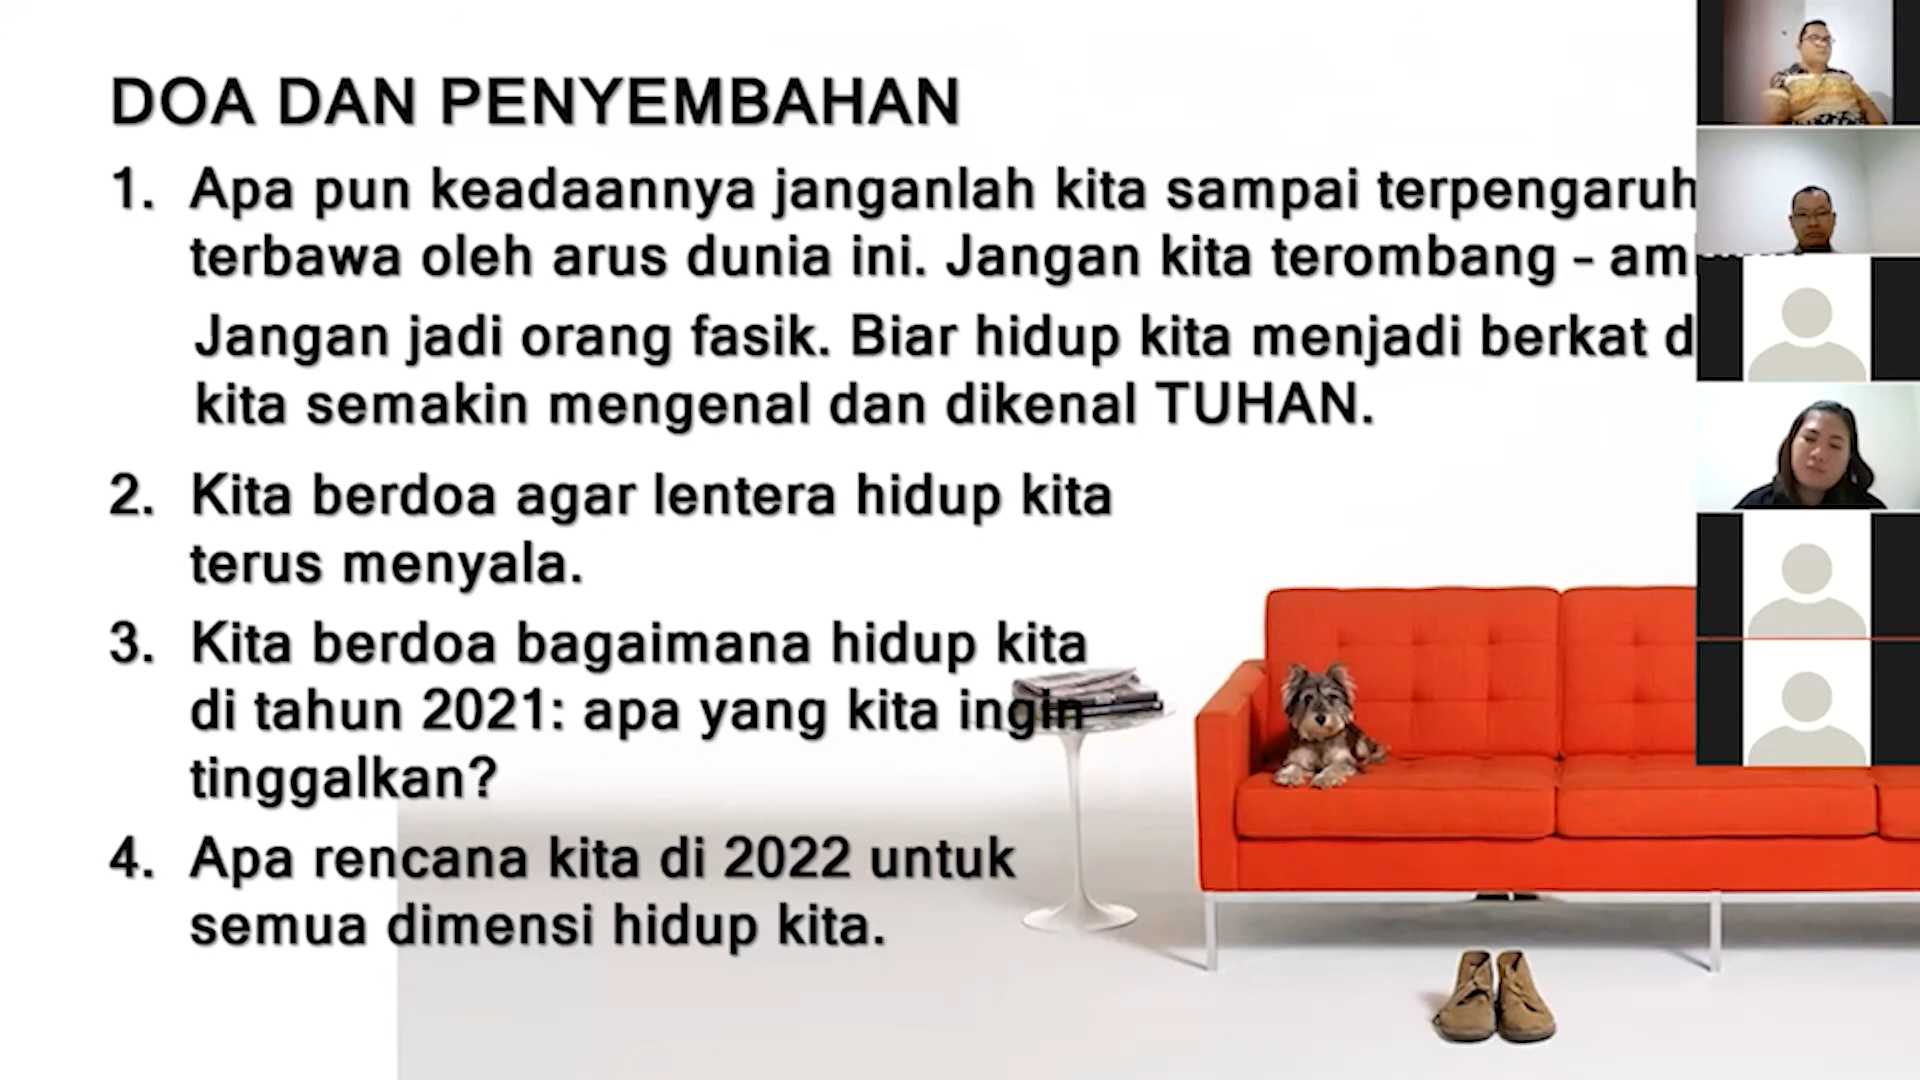 DOA DAN PENYEMBAHAN
1. Apa pun keadaannya janganlah kita sampai terpengaruh
terbawa oleh arus dunia ini. Jangan kita terombang -
Jangan jadi orang fasik. Biar hidup kita menjadi berkat
kita semakin mengenal dan dikenal TUHAN.
2. Kita berdoa agar lentera hidup kita
terus menyala.
3. Kita berdoa bagaimana hidup kita
di tahun 2021: apa yang kita ingin
tinggalkan?
4. Apa rencana kita di 2022 untuk
semua dimensi hidup kita.